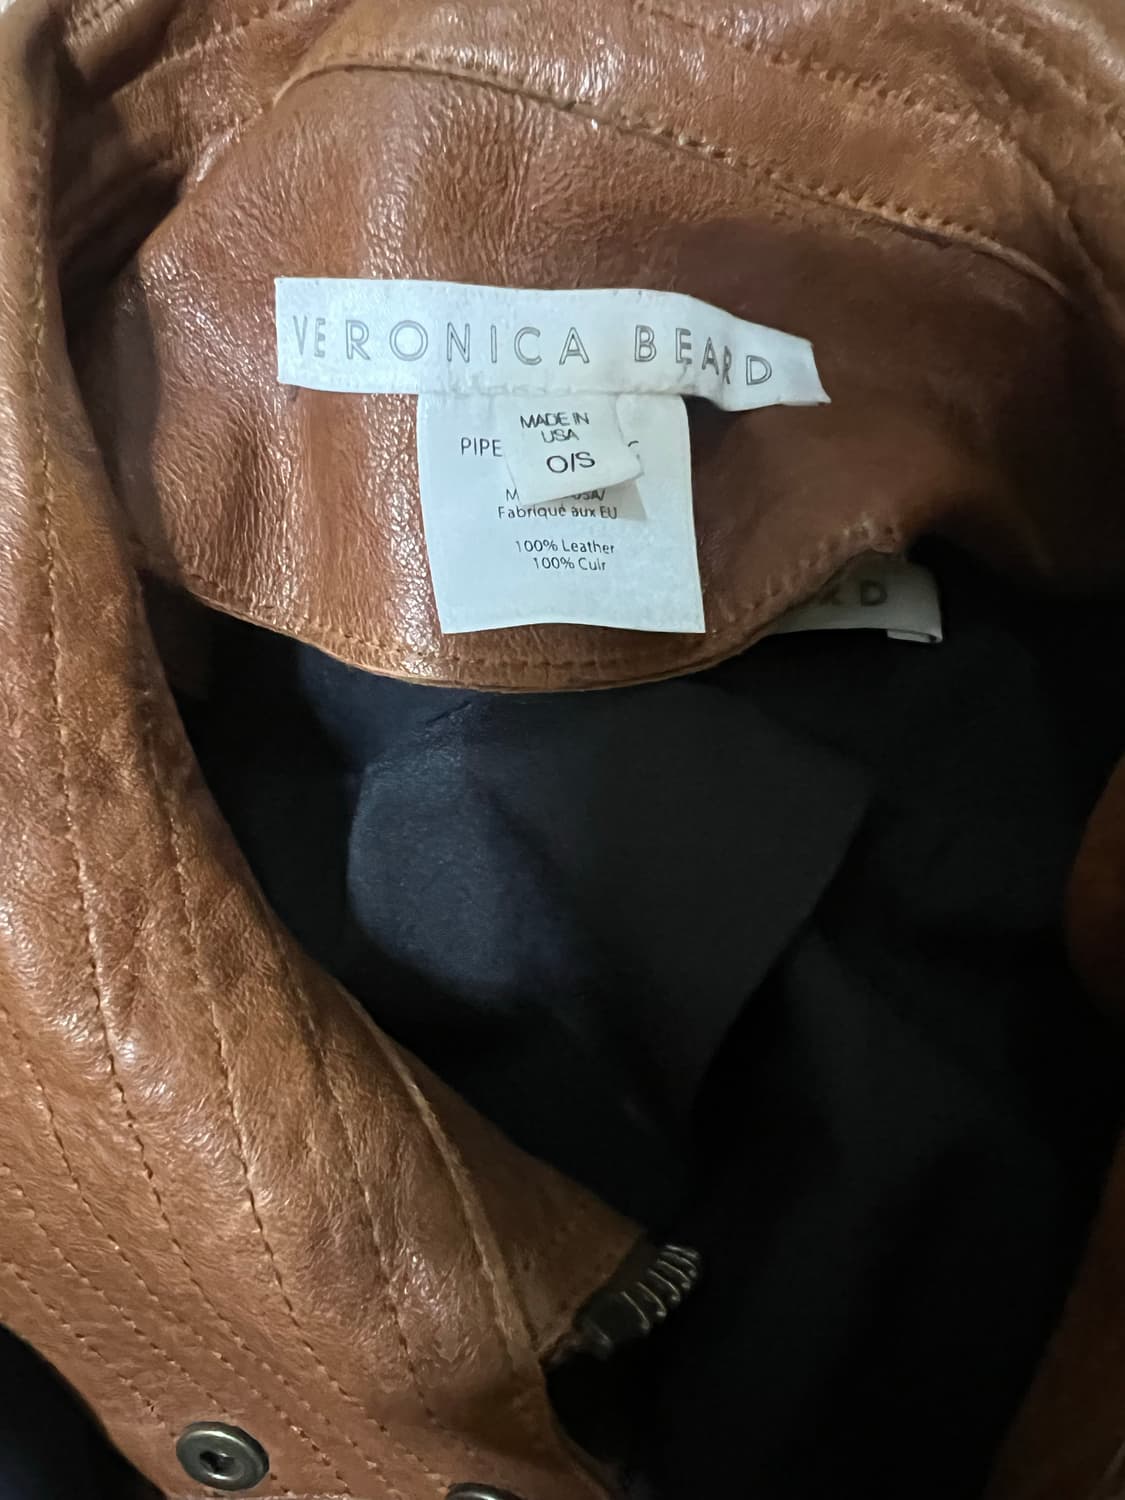 VERONICA BEARD
MADE IN
USA
O/S
PIPE
Fabriqué aux EU
100% Leather
100% Cuir